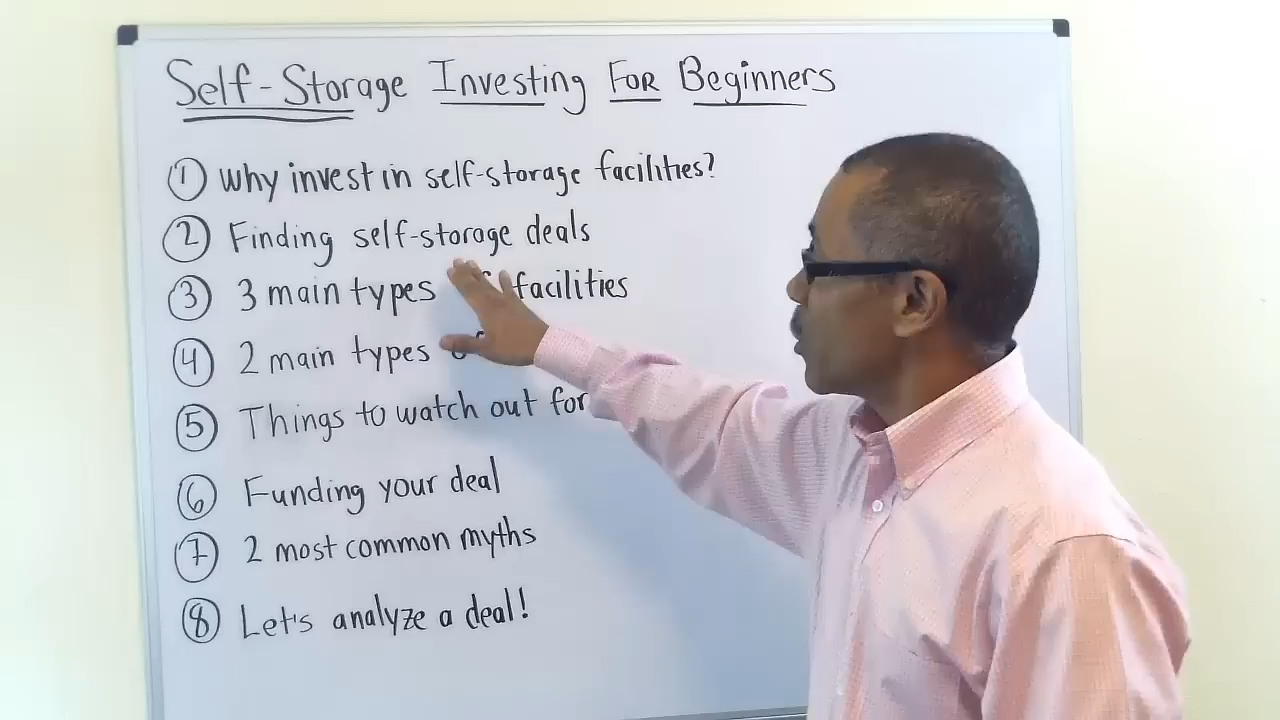 Self-Storage Investing For Beginners
1 Why invest in self-storage facilities?
2 Finding self-storage deals
3 3 main types facilities
4 2 main types
5 Things to watch out for
6 Funding your deal
7 2 most common myths
8 Let's analyze a deal!